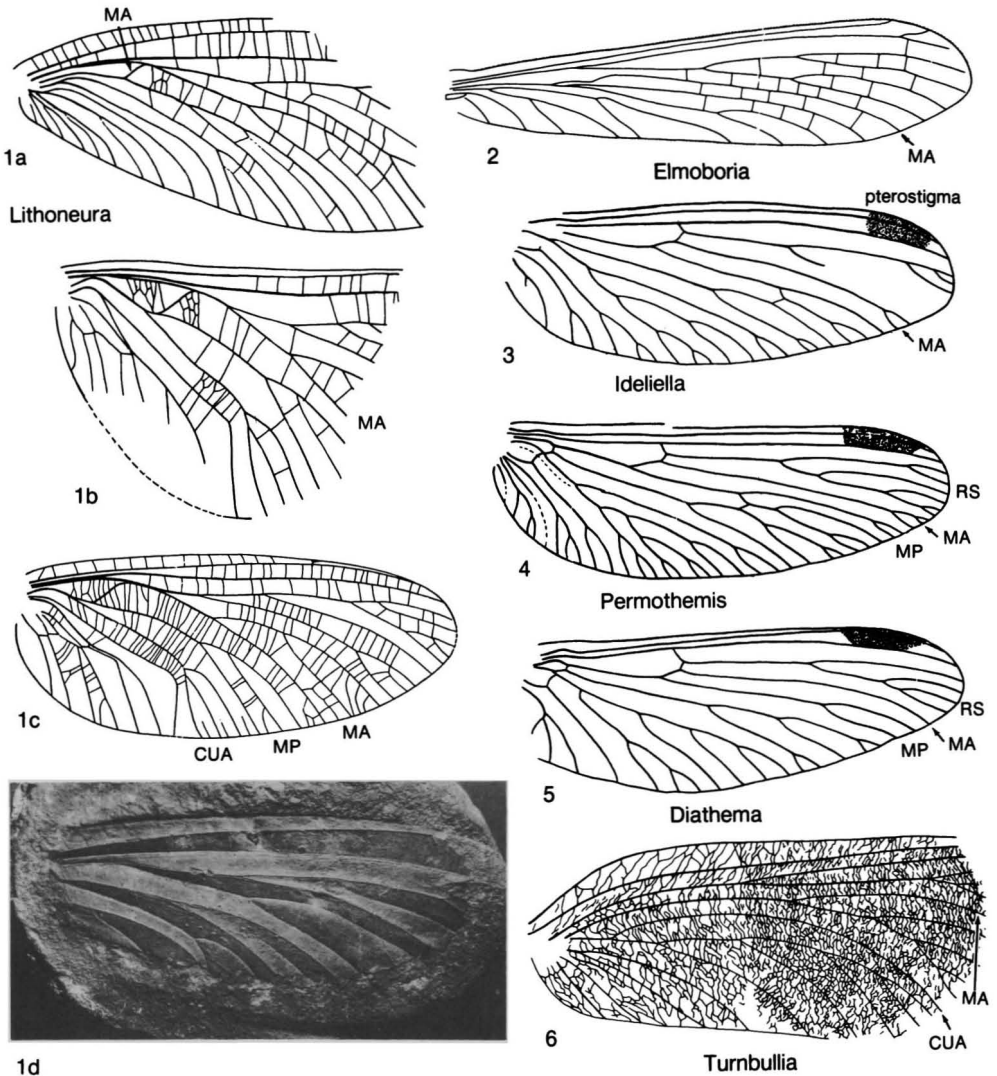 MA
1a
Lithoneura
MA
1b
1c
CUA
MP
MA
1d
2
MA
Elmoboria
pterostigma
3
MA
Ideliella
RS
MA
MP
4
Permothemis
RS
MA
MP
5
Diathema
MA
CUA
6
Turnbullia